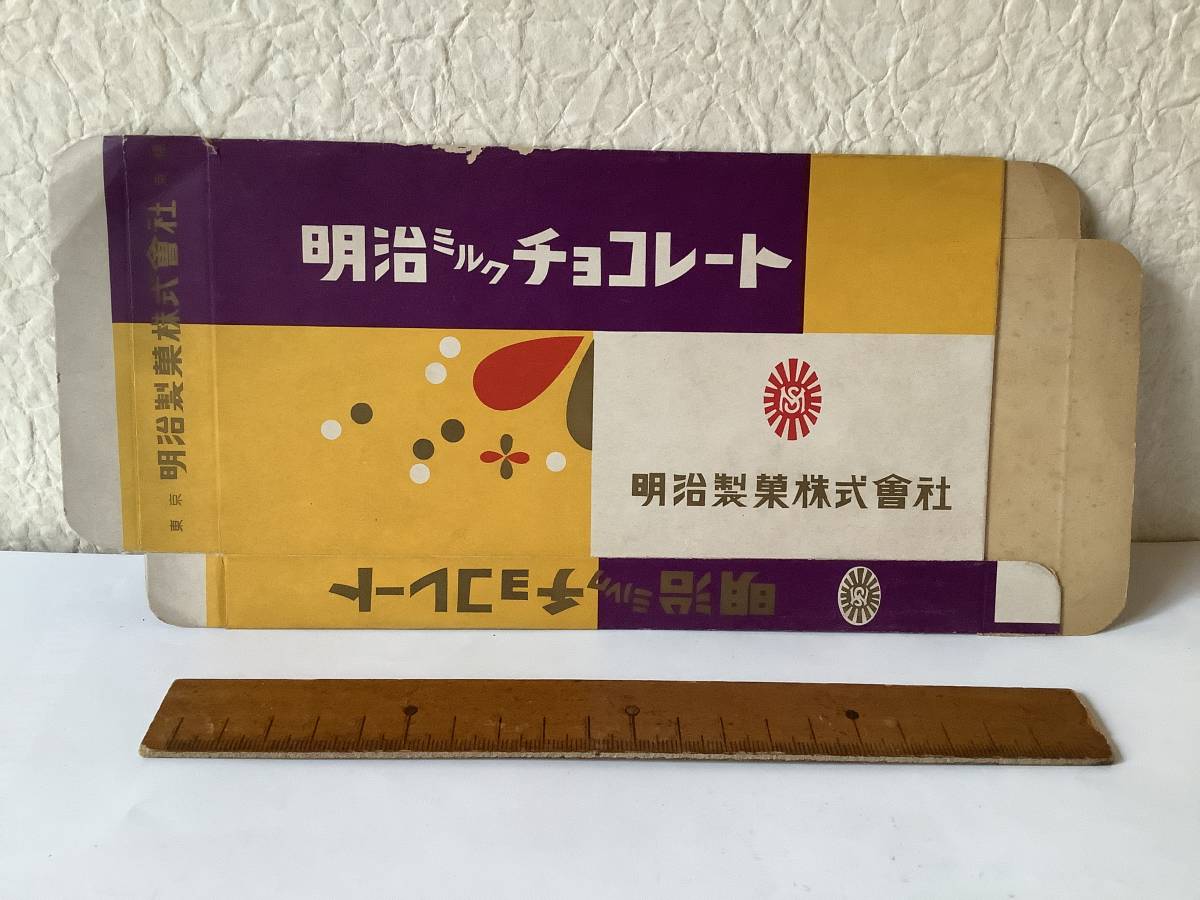 明治ミルクチョコレート
明治製菓株式會社
東京 明治製菓株式會社 京橋
明治ミルクチョコレート